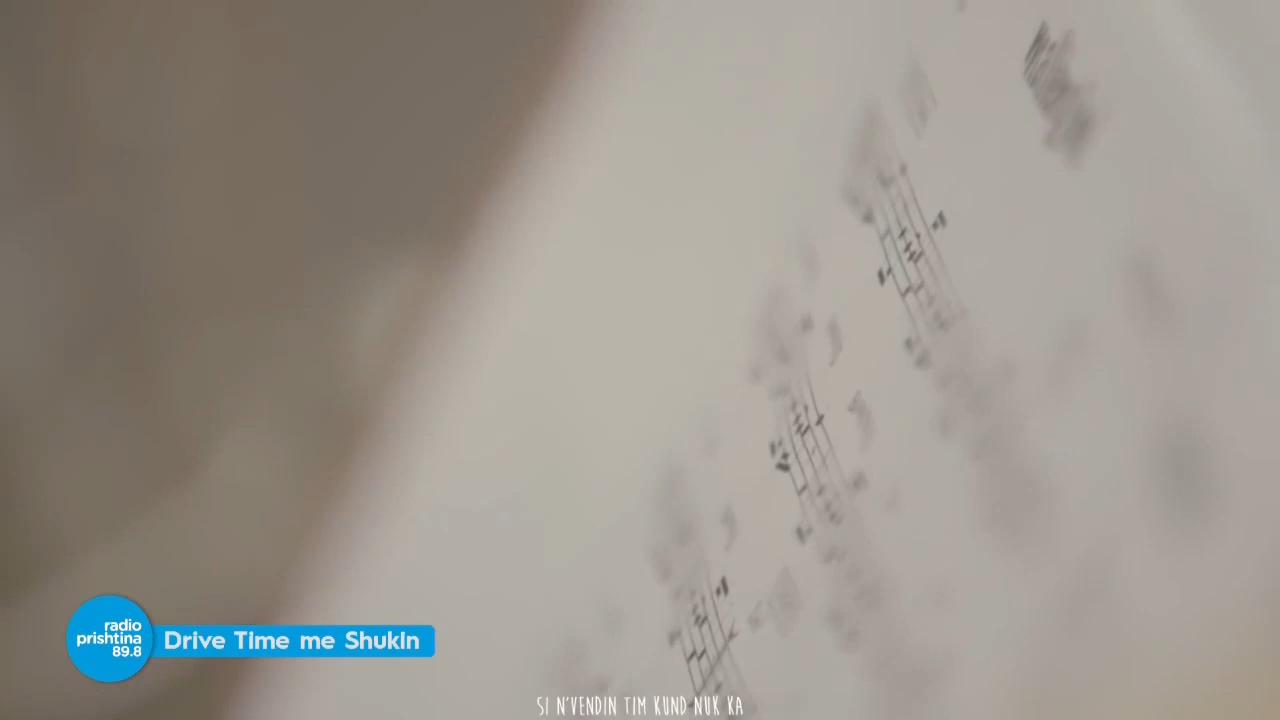 radio
prishtina
89.8
Drive Time me Shukin
SI N'VENDIN TIM KUND NUK KA